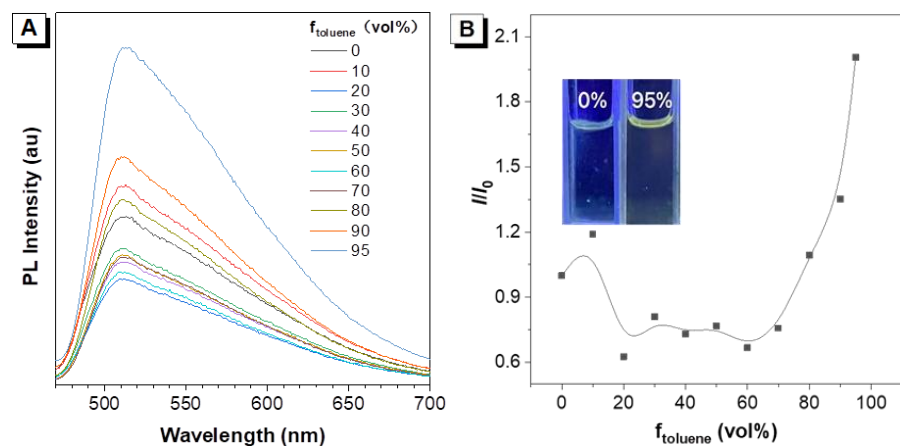 A
f toluene (vol%)
0
10
20
30
40
50
60
70
80
90
95
PL Intensity (au)
500 550 600 650 700
Wavelength (nm)
B
2.1
1.8
1.5
1.2
0.9
0.6
I/I0
0% 95%
0 20 40 60 80 100
f toluene (vol%)